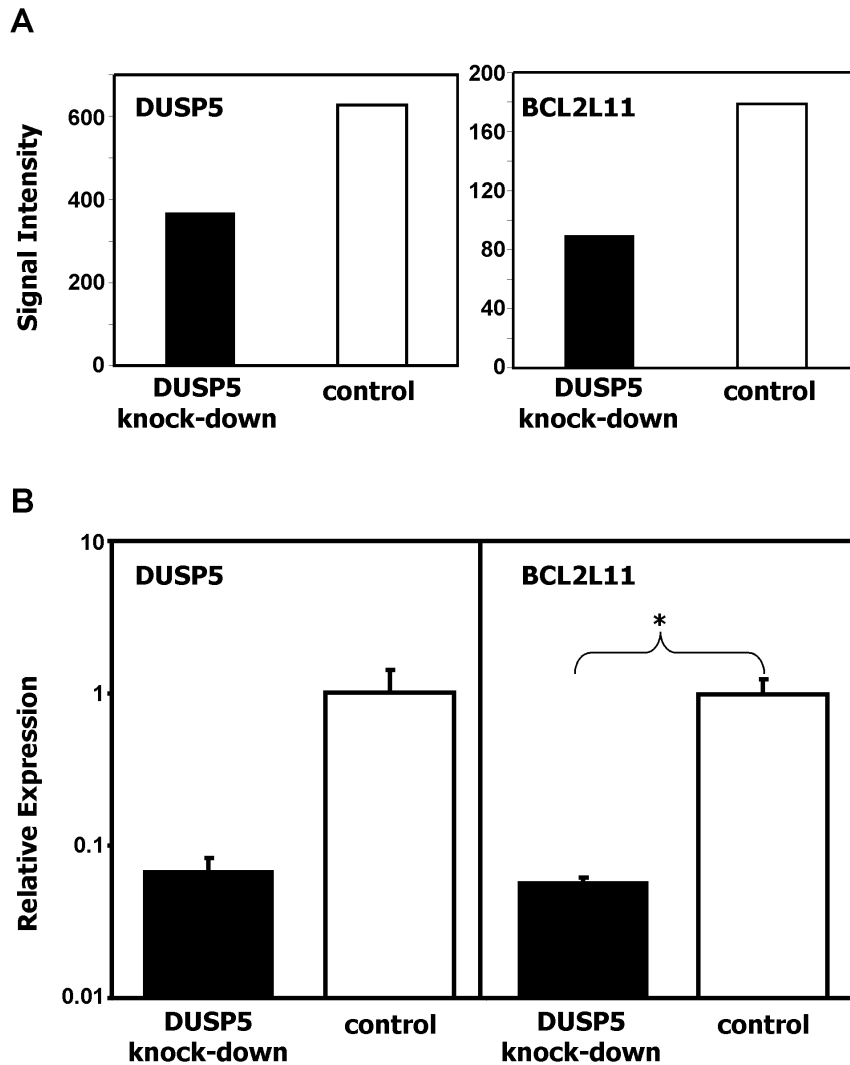 A
Signal Intensity
DUSP5
600
400
200
0
DUSP5
knock-down
control
BCL2L11
200
160
120
80
40
0
DUSP5
knock-down
control
B
Relative Expression
10
1
0.1
0.01
DUSP5
DUSP5
knock-down
control
BCL2L11
*
DUSP5
knock-down
control